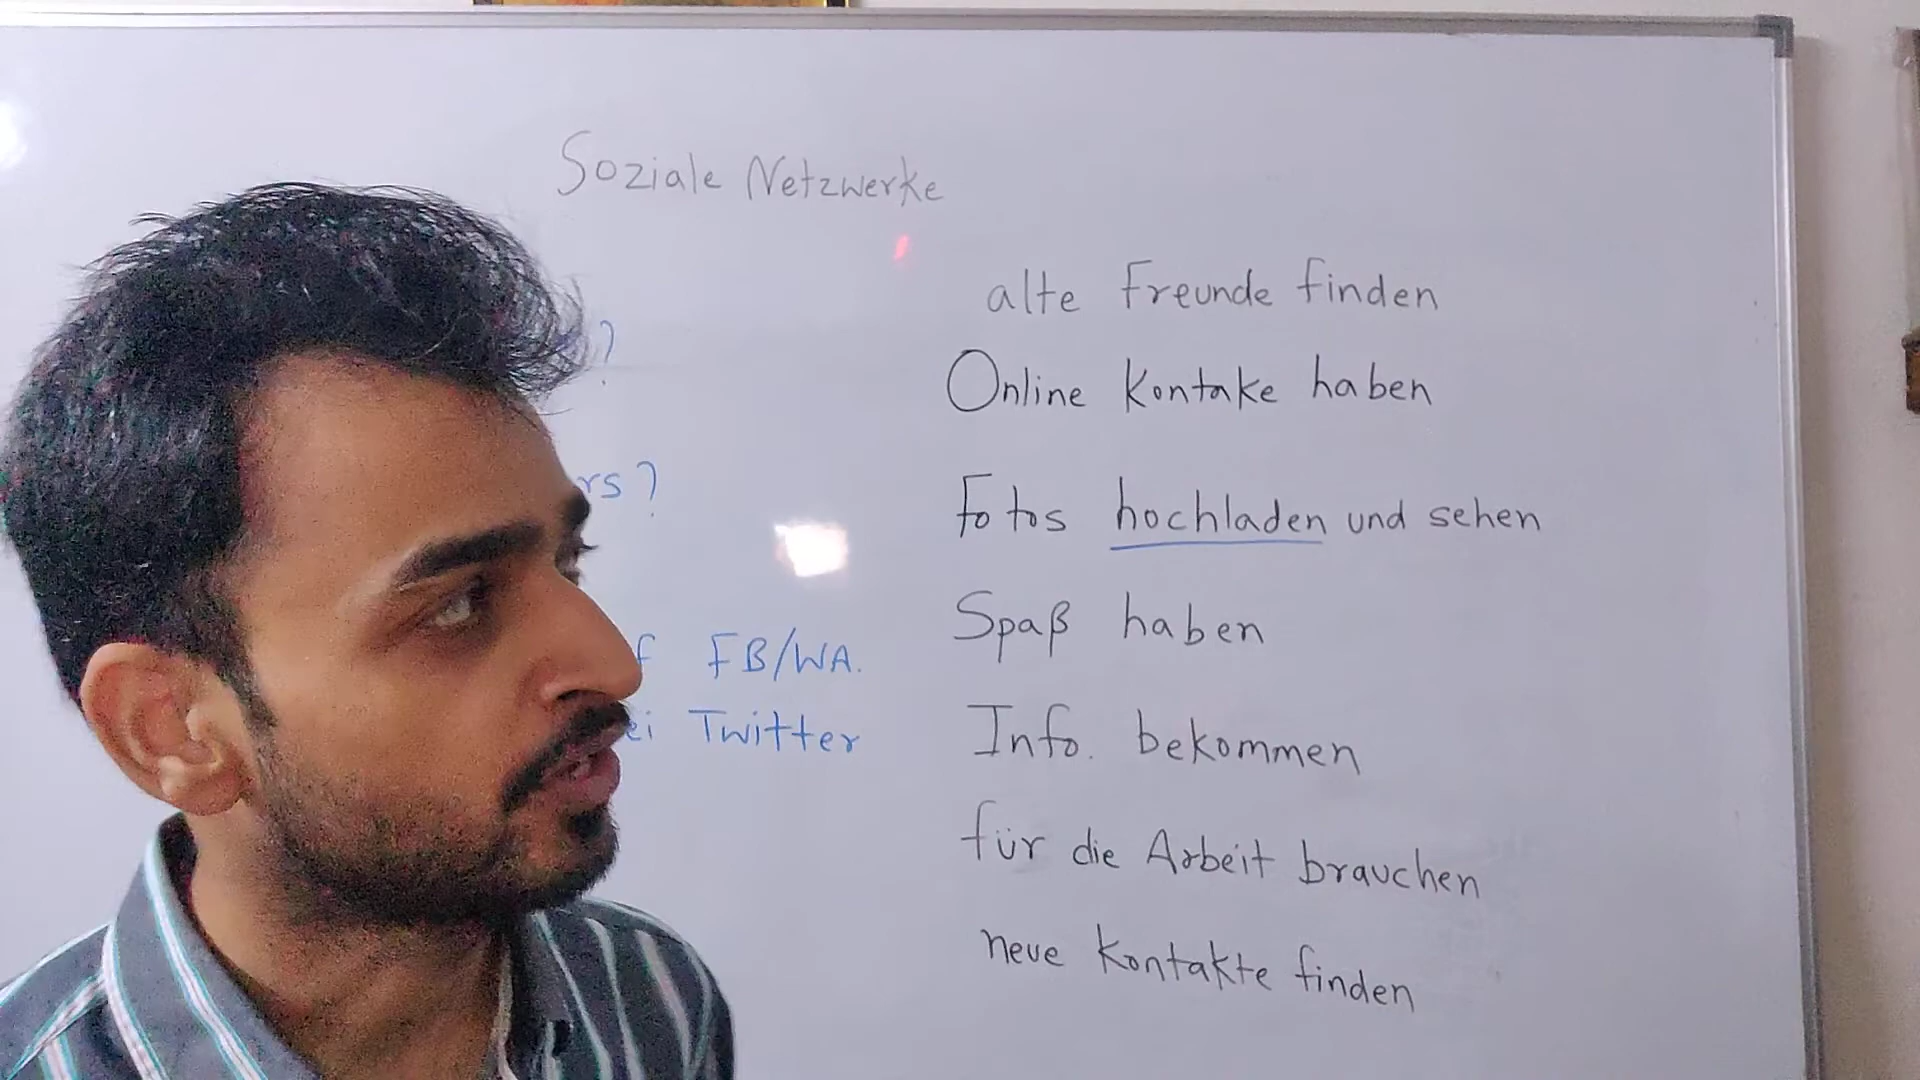 Soziale Netzwerke
?
rs?
FB/WA.
ei Twitter
alte Freunde finden
Online Kontake haben
Fotos hochladen und sehen
Spaß haben
Info. bekommen
für die Arbeit brauchen
neue Kontakte finden